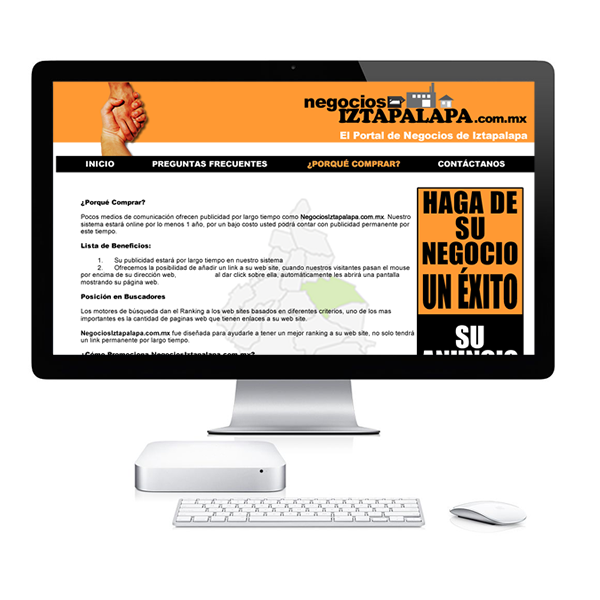 negocios
IZTAPALAPA.com.mx
El Portal de Negocios de Iztapalapa
INICIO PREGUNTAS FRECUENTES ¿PORQUÉ COMPRAR? CONTÁCTANOS
¿Porqué Comprar?
Pocos medios de comunicación ofrecen publicidad por largo tiempo como NegociosIztapalapa.com.mx. Nuestro
sistema estará online por lo menos 1 año, por un bajo costo usted podrá contar con publicidad permanente por
este tiempo.
Lista de Beneficios:
1. Su publicidad estará por largo tiempo en nuestro sistema
2. Ofrecemos la posibilidad de añadir un link a su web site, cuando nuestros visitantes pasan el mouse
por encima de su dirección web, al dar click sobre ella, automáticamente les abrirá una pantalla
mostrando su página web.
Posición en Buscadores
Los motores de búsqueda dan el Ranking a los web sites basados en diferentes criterios, uno de los mas
importantes es la cantidad de paginas web que tienen enlaces a su web site.
NegociosIztapalapa.com.mx fue diseñada para ayudarle a tener un mejor ranking a su web site, no solo tendrá
un link permanente por largo tiempo.
¿Cómo Promociona NegociosIztapalapa.com.mx?
HAGA DE
SU
NEGOCIO
UN ÉXITO
SU
ANUNCIO